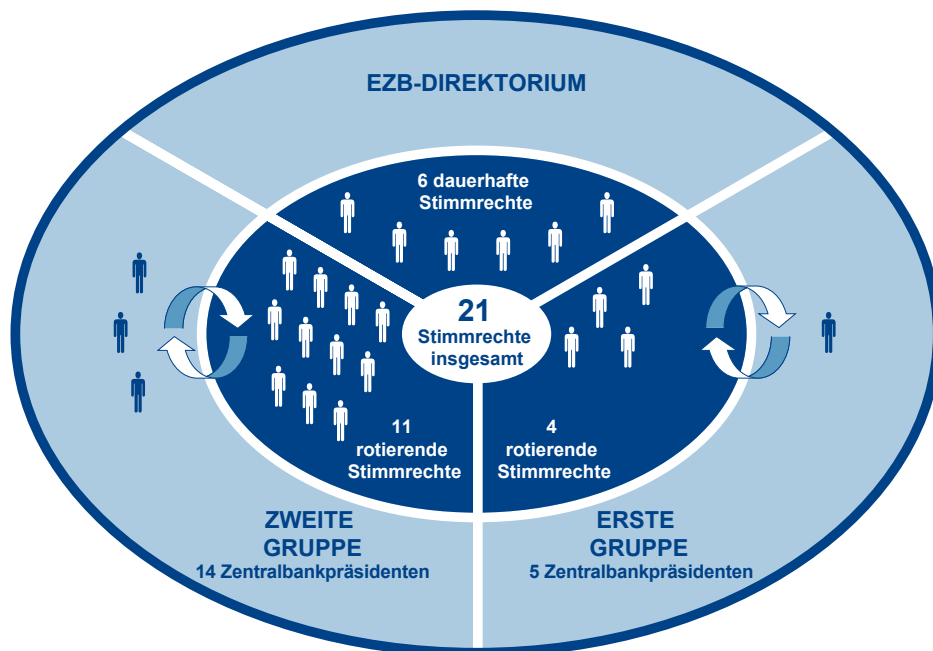 EZB-DIREKTORIUM
6 dauerhafte
Stimmrechte
21
Stimmrechte
insgesamt
11
rotierende
Stimmrechte
4
rotierende
Stimmrechte
ZWEITE
GRUPPE
14 Zentralbankpräsidenten
ERSTE
GRUPPE
5 Zentralbankpräsidenten